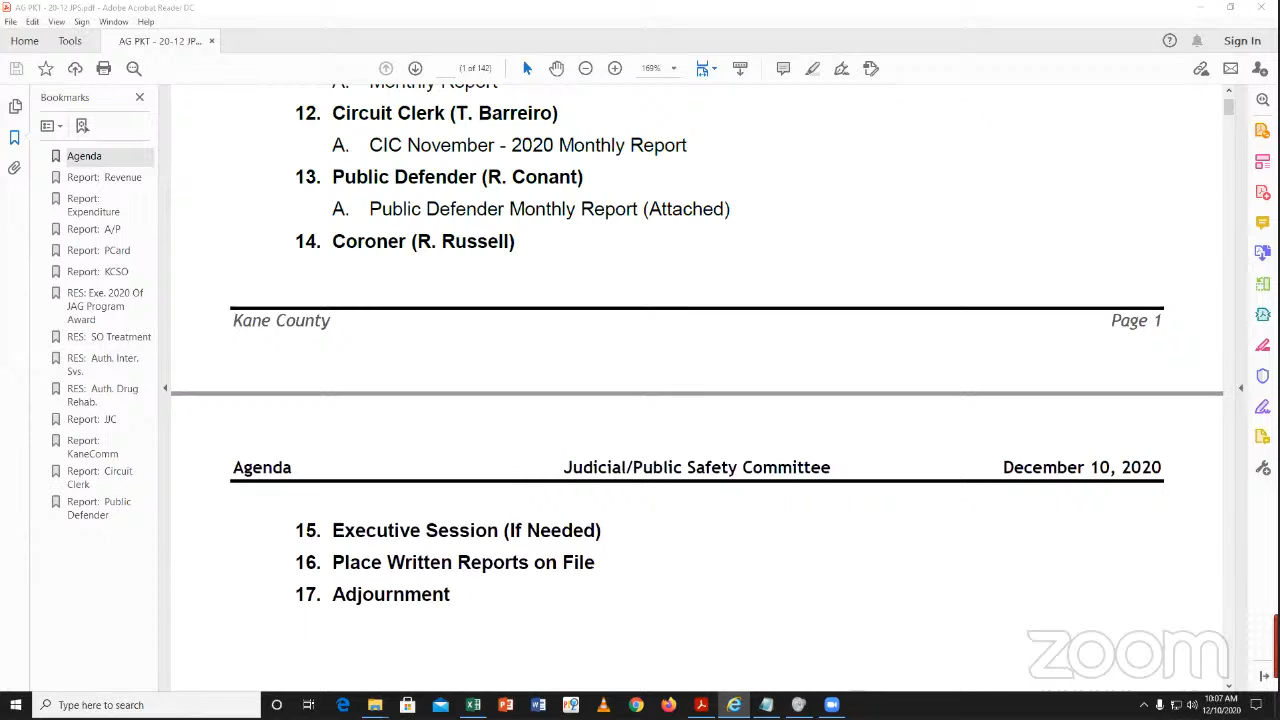 AG PKT - 20-12 JPS.pdf - Adobe Acrobat Reader DC
File Edit View Sign Window Help
Home Tools AG PKT - 20-12 JP... × Sign In
(1 of 142) 169%
Bookmarks
Agenda
Report: Revenue
Report:
Expenditure
Report: A/P
Report: PCard
Report: KCSO
RES: Exe. 2020 Of
JAG Program
Award
RES: SO Treatment
RES: Auth. Inter.
Svs.
RES: Auth. Drug
Rehab.
Report: JJC
Report:
KaneComm
Report: Circuit
Clerk
Report: Public
Defender
A. Monthly Report
12. Circuit Clerk (T. Barreiro)
A. CIC November - 2020 Monthly Report
13. Public Defender (R. Conant)
A. Public Defender Monthly Report (Attached)
14. Coroner (R. Russell)
Kane County Page 1
Agenda Judicial/Public Safety Committee December 10, 2020
15. Executive Session (If Needed)
16. Place Written Reports on File
17. Adjournment
zoom
Type here to search
10:07 AM
12/10/2020